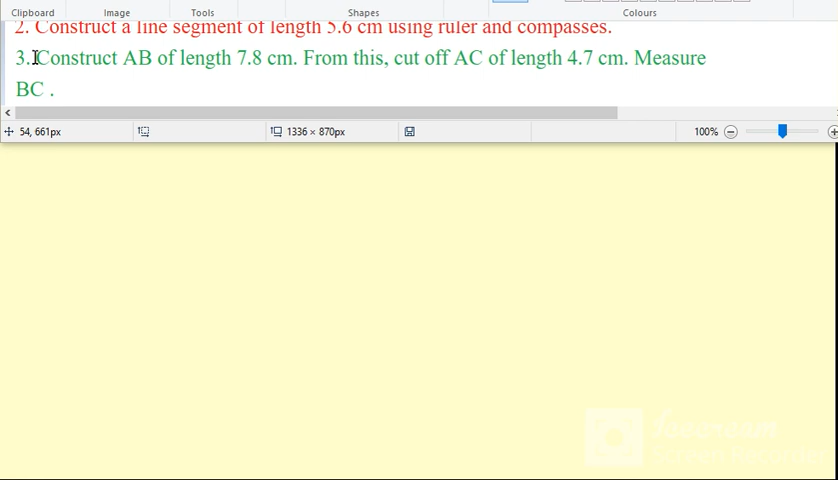 Clipboard Image Tools Shapes Colours
2. Construct a line segment of length 5.6 cm using ruler and compasses.
3. Construct AB of length 7.8 cm. From this, cut off AC of length 4.7 cm. Measure
BC .
54, 661px 1336 × 870px 100%
Screen Recorder